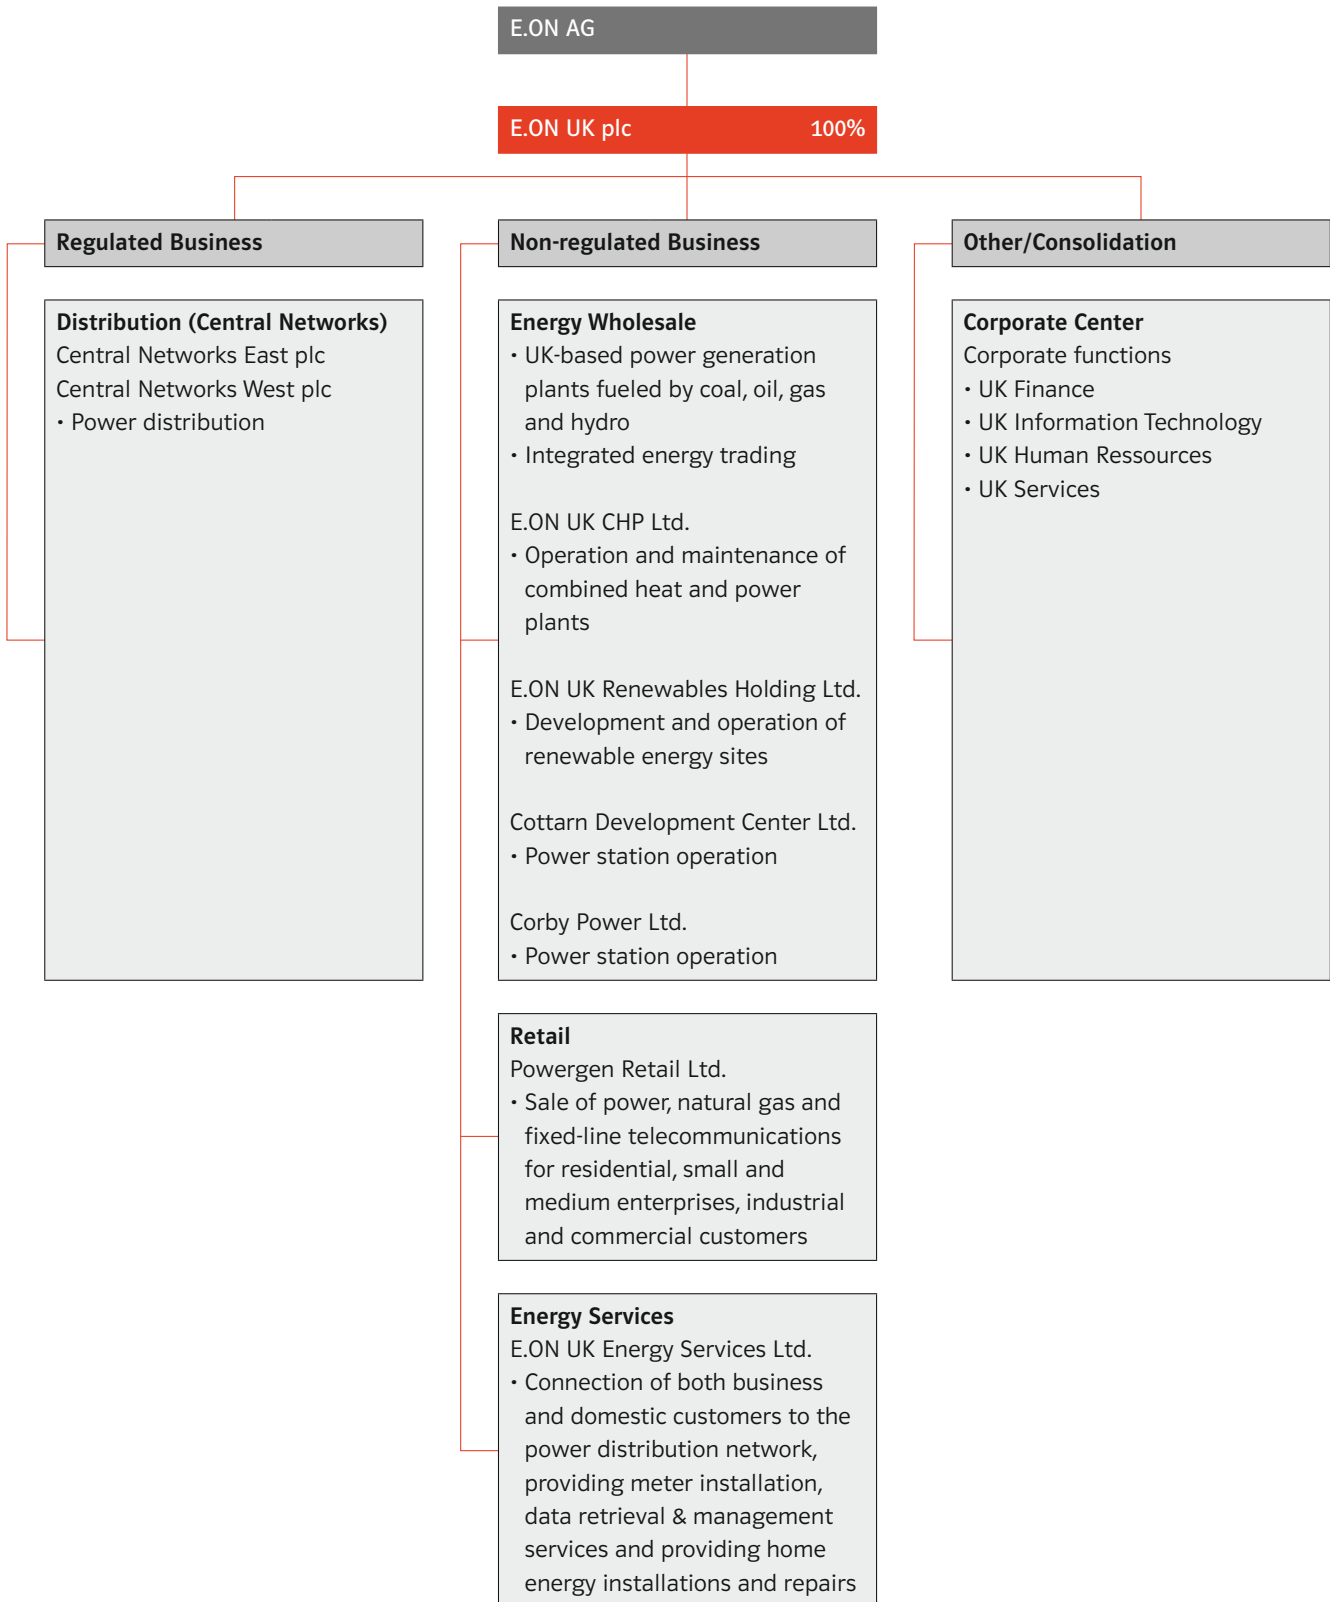 E.ON AG
E.ON UK plc 100%
Regulated Business
Distribution (Central Networks)
Central Networks East plc
Central Networks West plc
• Power distribution
Non-regulated Business
Energy Wholesale
• UK-based power generation
plants fueled by coal, oil, gas
and hydro
• Integrated energy trading
E.ON UK CHP Ltd.
• Operation and maintenance of
combined heat and power
plants
E.ON UK Renewables Holding Ltd.
• Development and operation of
renewable energy sites
Cottarn Development Center Ltd.
• Power station operation
Corby Power Ltd.
• Power station operation
Retail
Powergen Retail Ltd.
• Sale of power, natural gas and
fixed-line telecommunications
for residential, small and
medium enterprises, industrial
and commercial customers
Energy Services
E.ON UK Energy Services Ltd.
• Connection of both business
and domestic customers to the
power distribution network,
providing meter installation,
data retrieval & management
services and providing home
energy installations and repairs
Other/Consolidation
Corporate Center
Corporate functions
• UK Finance
• UK Information Technology
• UK Human Ressources
• UK Services